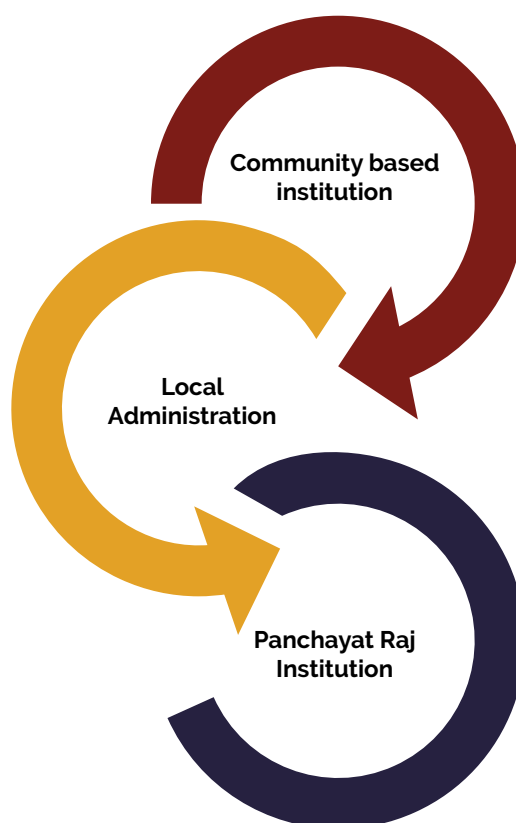 Community based
institution
Local
Administration
Panchayat Raj
Institution